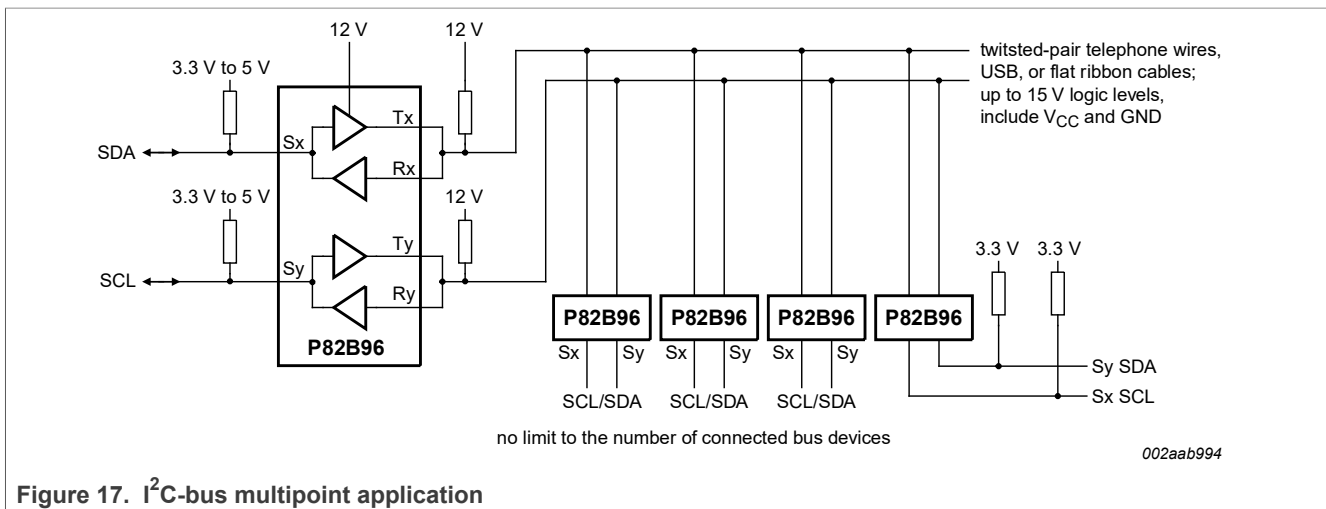 12 V
12 V
3.3 V to 5 V
twitsted-pair telephone wires,
USB, or flat ribbon cables;
up to 15 V logic levels,
include VCC and GND
Tx
SDA
Sx
Rx
3.3 V to 5 V
12 V
Ty
SCL
Sy
Ry
P82B96
3.3 V
3.3 V
P82B96
P82B96
P82B96
P82B96
Sx Sy
Sx Sy
Sx Sy
Sy SDA
Sx SCL
SCL/SDA
SCL/SDA
SCL/SDA
no limit to the number of connected bus devices
002aab994
Figure 17. I²C-bus multipoint application